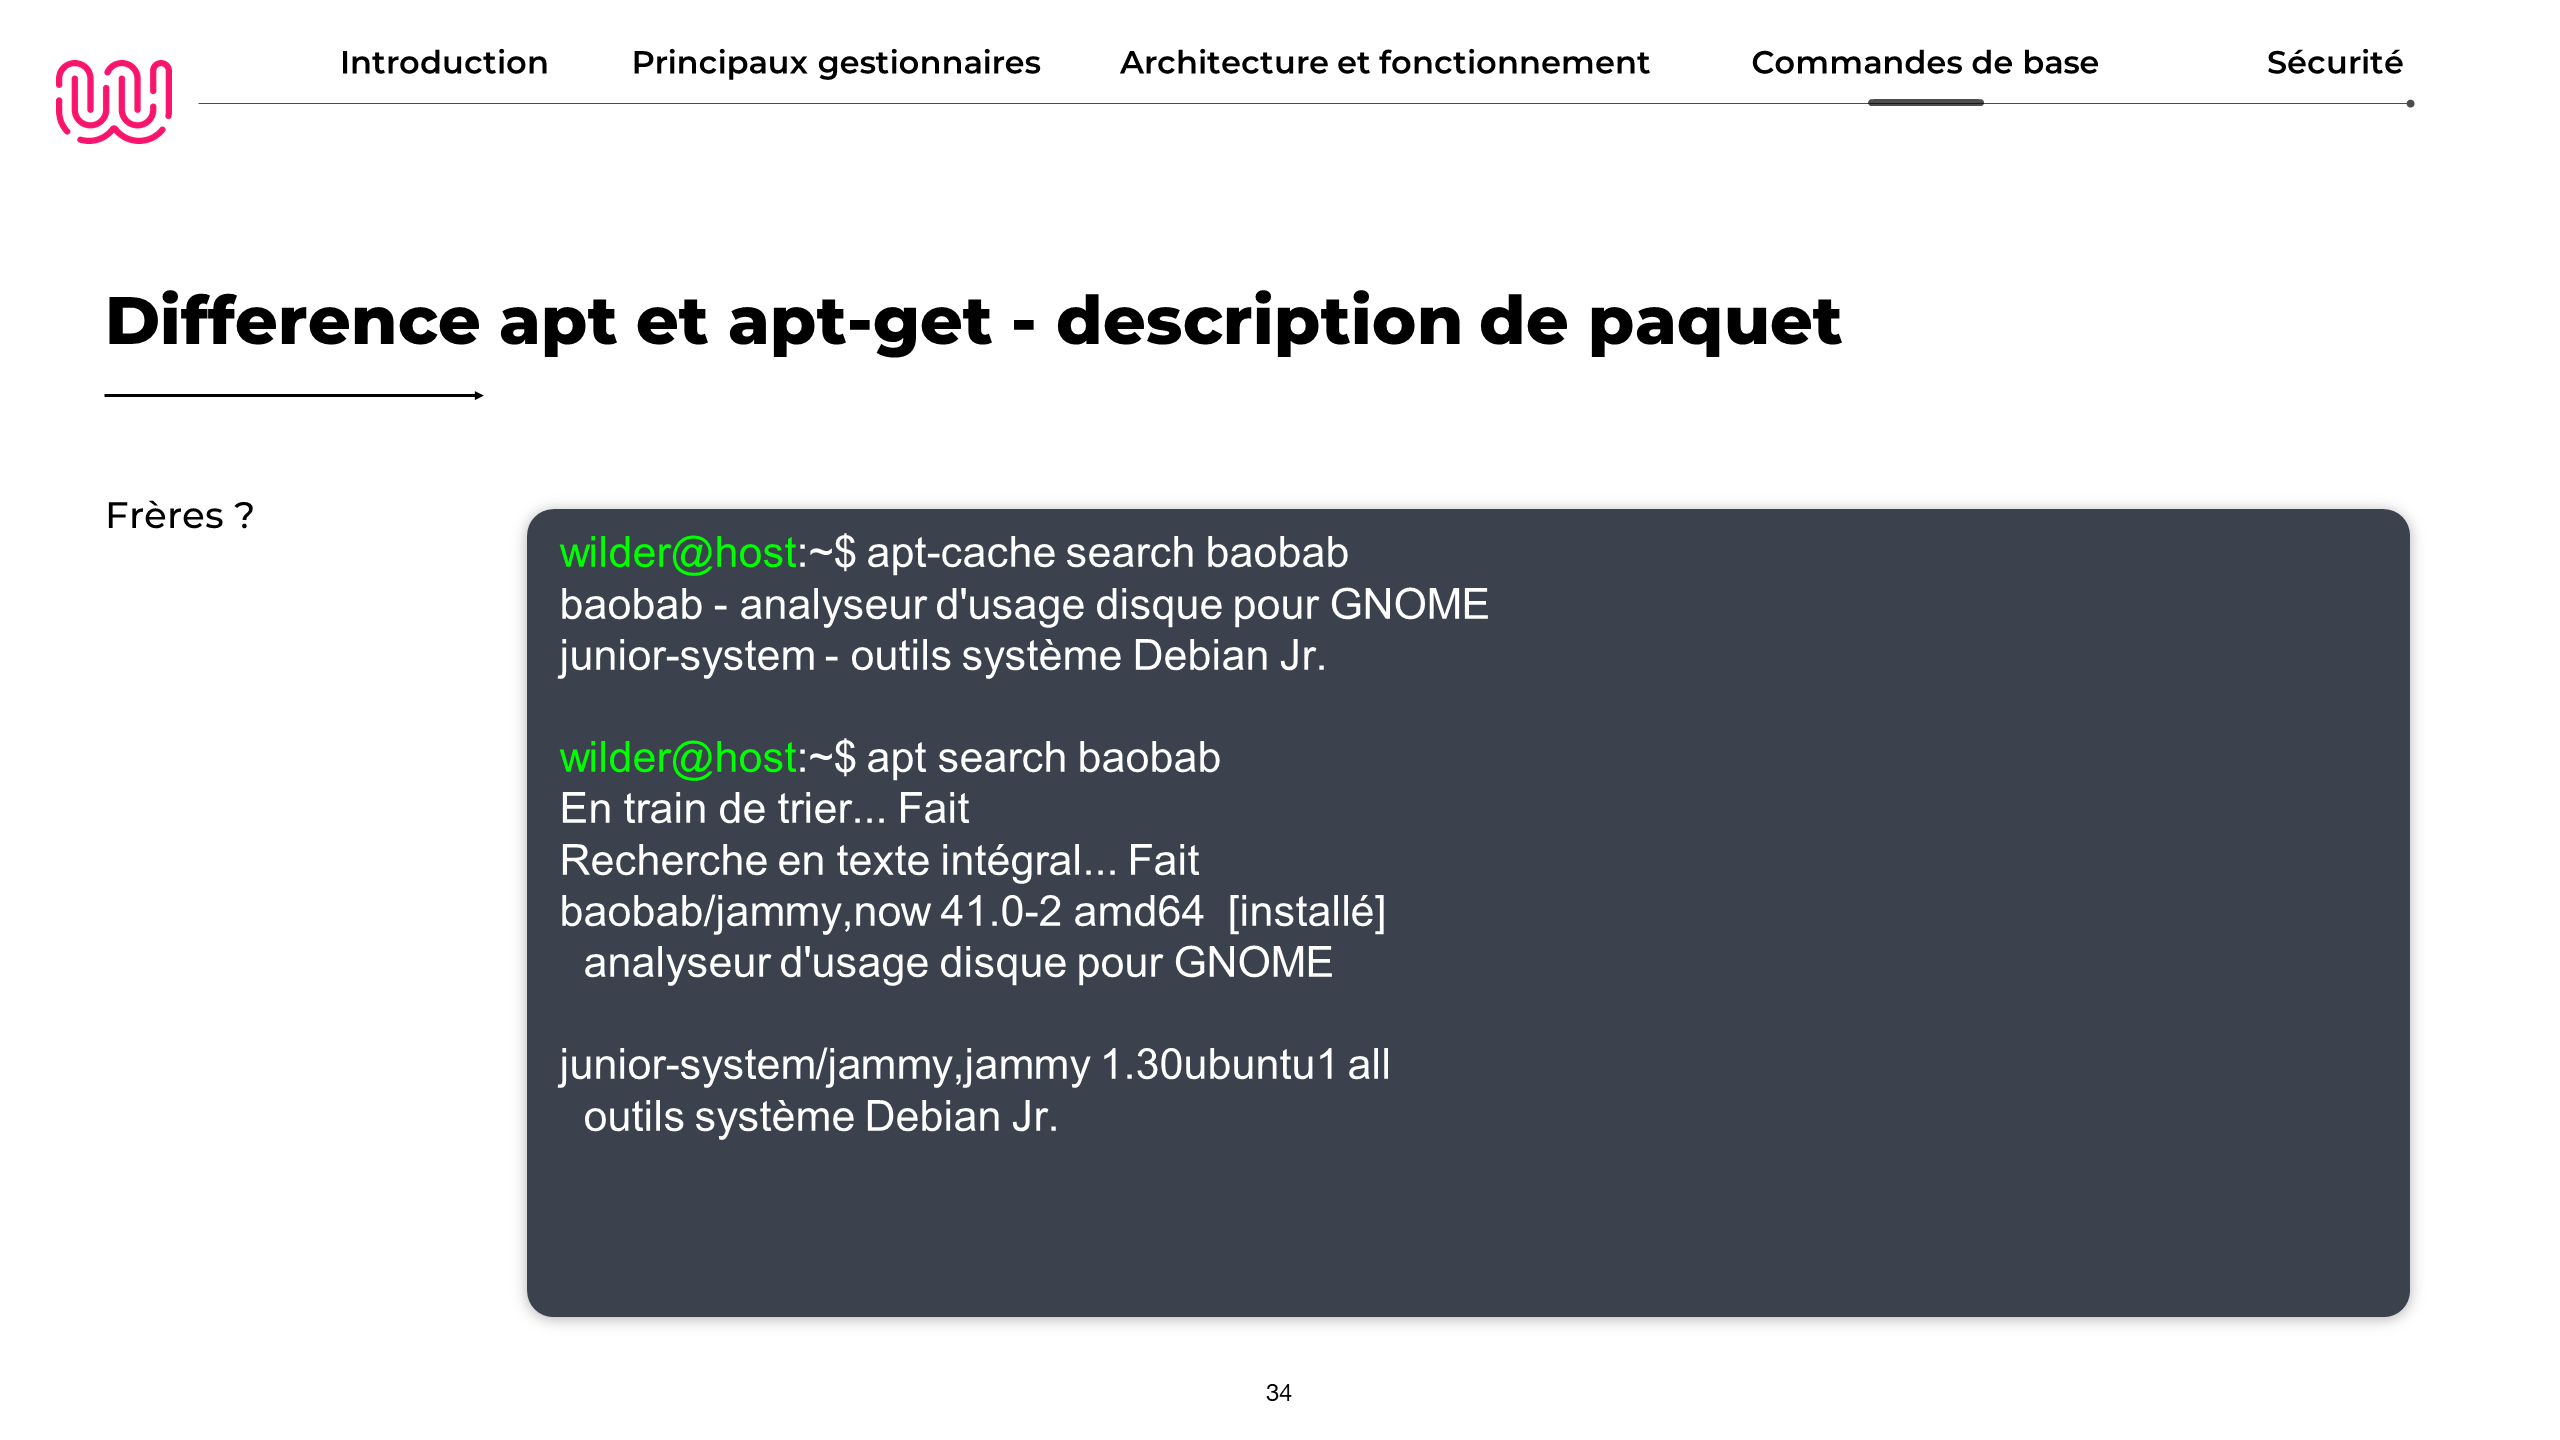 Introduction Principaux gestionnaires Architecture et fonctionnement Commandes de base Sécurité
Difference apt et apt-get - description de paquet
Frères ?
wilder@host:~$ apt-cache search baobab
baobab - analyseur d'usage disque pour GNOME
junior-system - outils système Debian Jr.
wilder@host:~$ apt search baobab
En train de trier... Fait
Recherche en texte intégral... Fait
baobab/jammy,now 41.0-2 amd64  [installé]
  analyseur d'usage disque pour GNOME
junior-system/jammy,jammy 1.30ubuntu1 all
  outils système Debian Jr.
34